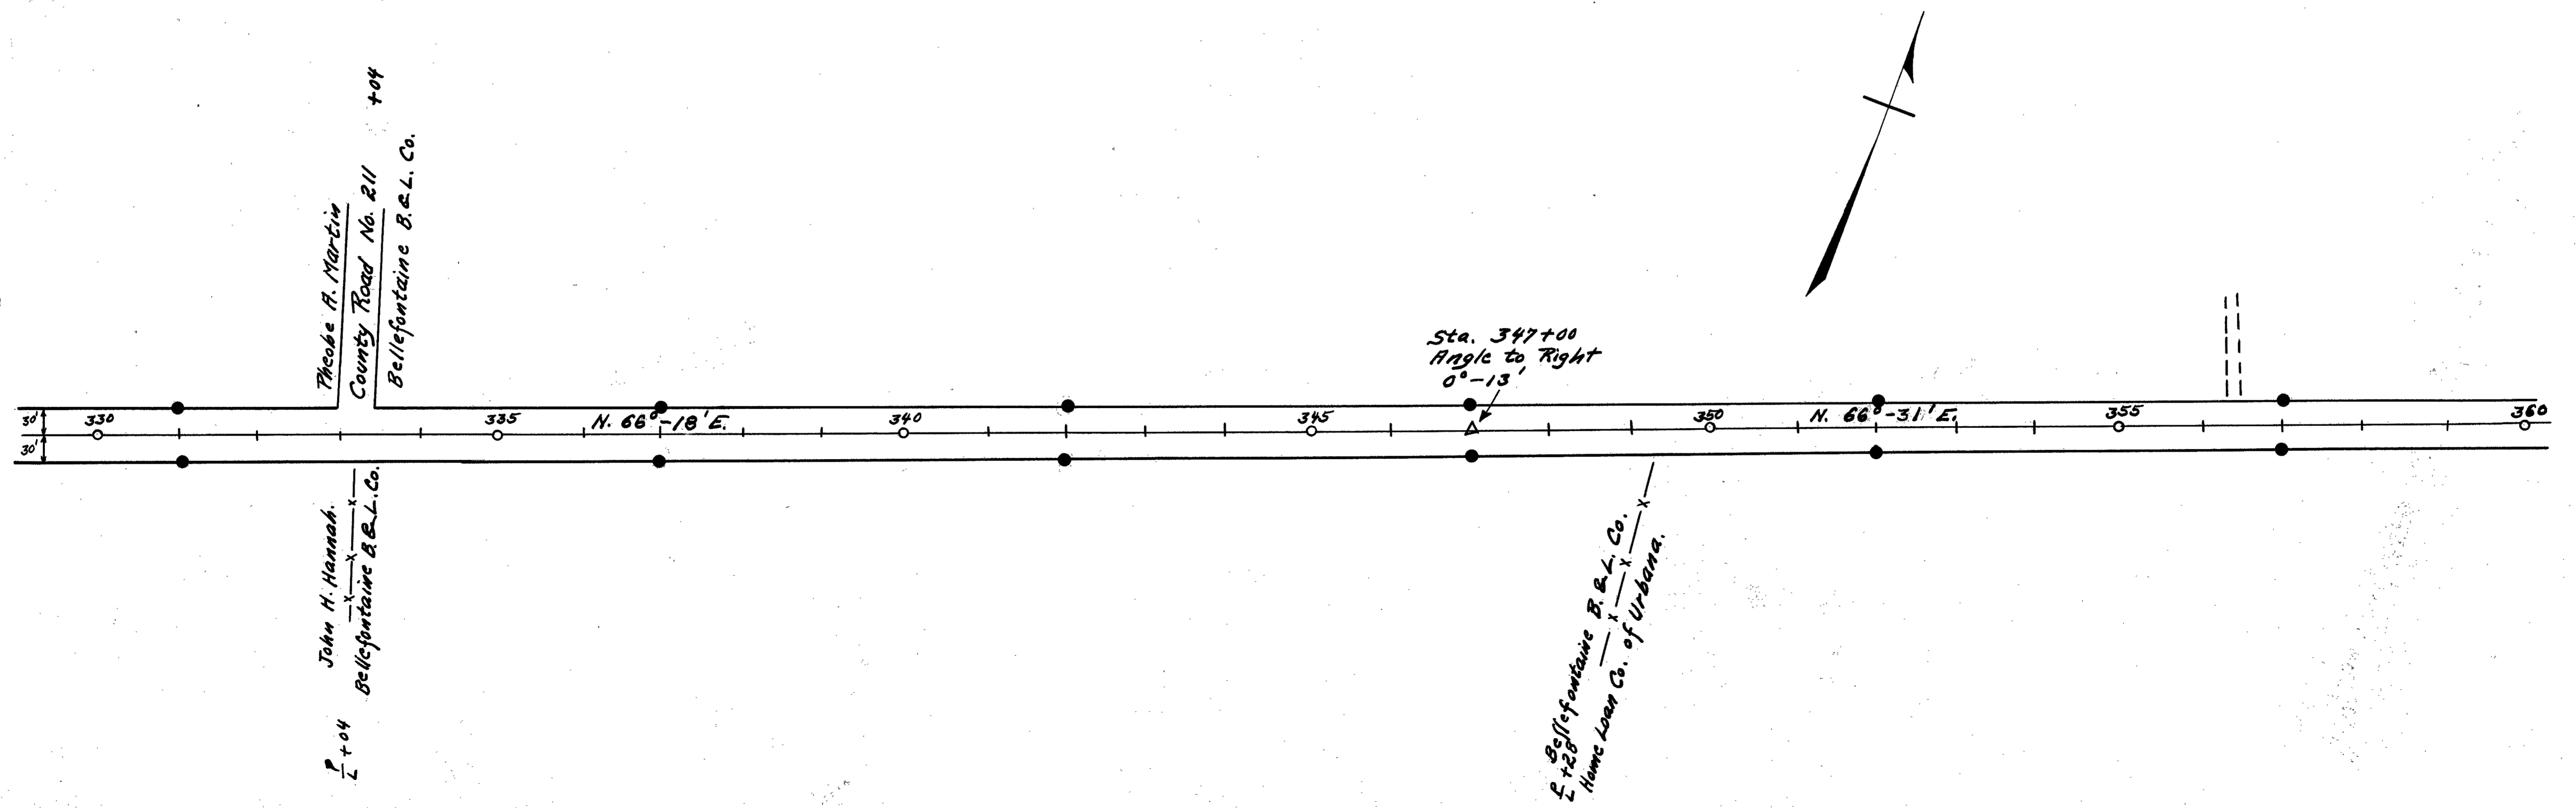 Pheobe A. Martin
County Road No. 211 +04
Bellefontaine B.&L. Co.
Sta. 347+00
Angle to Right
0°-13'
30'
30'
330
335
N. 66°-18'E.
340
345
350
N. 66°-31'E.
355
360
John H. Hannah.
Bellefontaine B.&L.Co.
P/L +04
Bellefontaine B.&L. Co.
P/L +28
Home Loan Co. of Urbana.